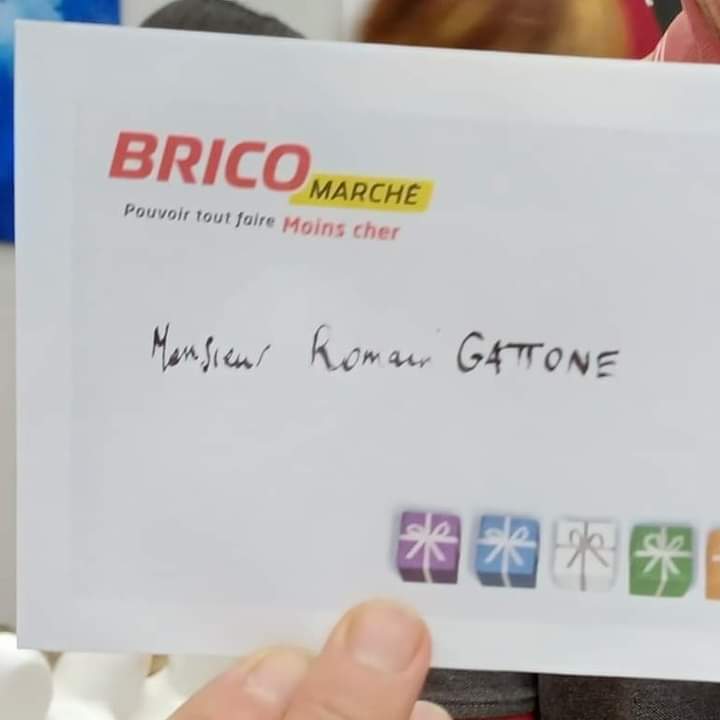 BRICO
MARCHÉ
Pouvoir tout faire Moins cher
Monsieur Romain GATTONE